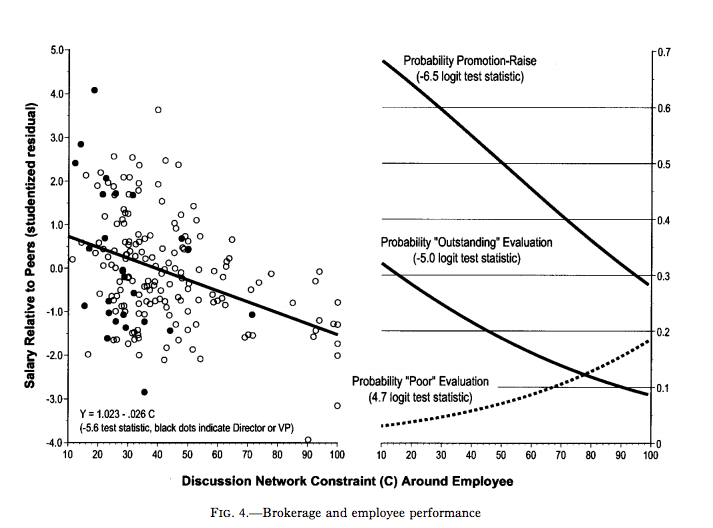 Salary Relative to Peers (studentized residual)
5.0
4.0
3.0
2.0
1.0
0.0
-1.0
-2.0
-3.0
-4.0
Y = 1.023 - .026 C
(-5.6 test statistic, black dots indicate Director or VP)
10 20 30 40 50 60 70 80 90 100
Probability Promotion-Raise
(-6.5 logit test statistic)
Probability "Outstanding" Evaluation
(-5.0 logit test statistic)
Probability "Poor" Evaluation
(4.7 logit test statistic)
0.7
0.6
0.5
0.4
0.3
0.2
0.1
0
10 20 30 40 50 60 70 80 90 100
Discussion Network Constraint (C) Around Employee
FIG. 4.—Brokerage and employee performance